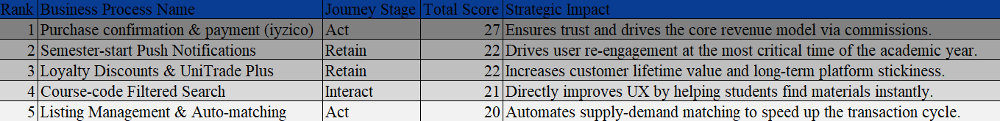 Rank Business Process Name Journey Stage Total Score Strategic Impact
1 Purchase confirmation & payment (iyzico) Act 27 Ensures trust and drives the core revenue model via commissions.
2 Semester-start Push Notifications Retain 22 Drives user re-engagement at the most critical time of the academic year.
3 Loyalty Discounts & UniTrade Plus Retain 22 Increases customer lifetime value and long-term platform stickiness.
4 Course-code Filtered Search Interact 21 Directly improves UX by helping students find materials instantly.
5 Listing Management & Auto-matching Act 20 Automates supply-demand matching to speed up the transaction cycle.